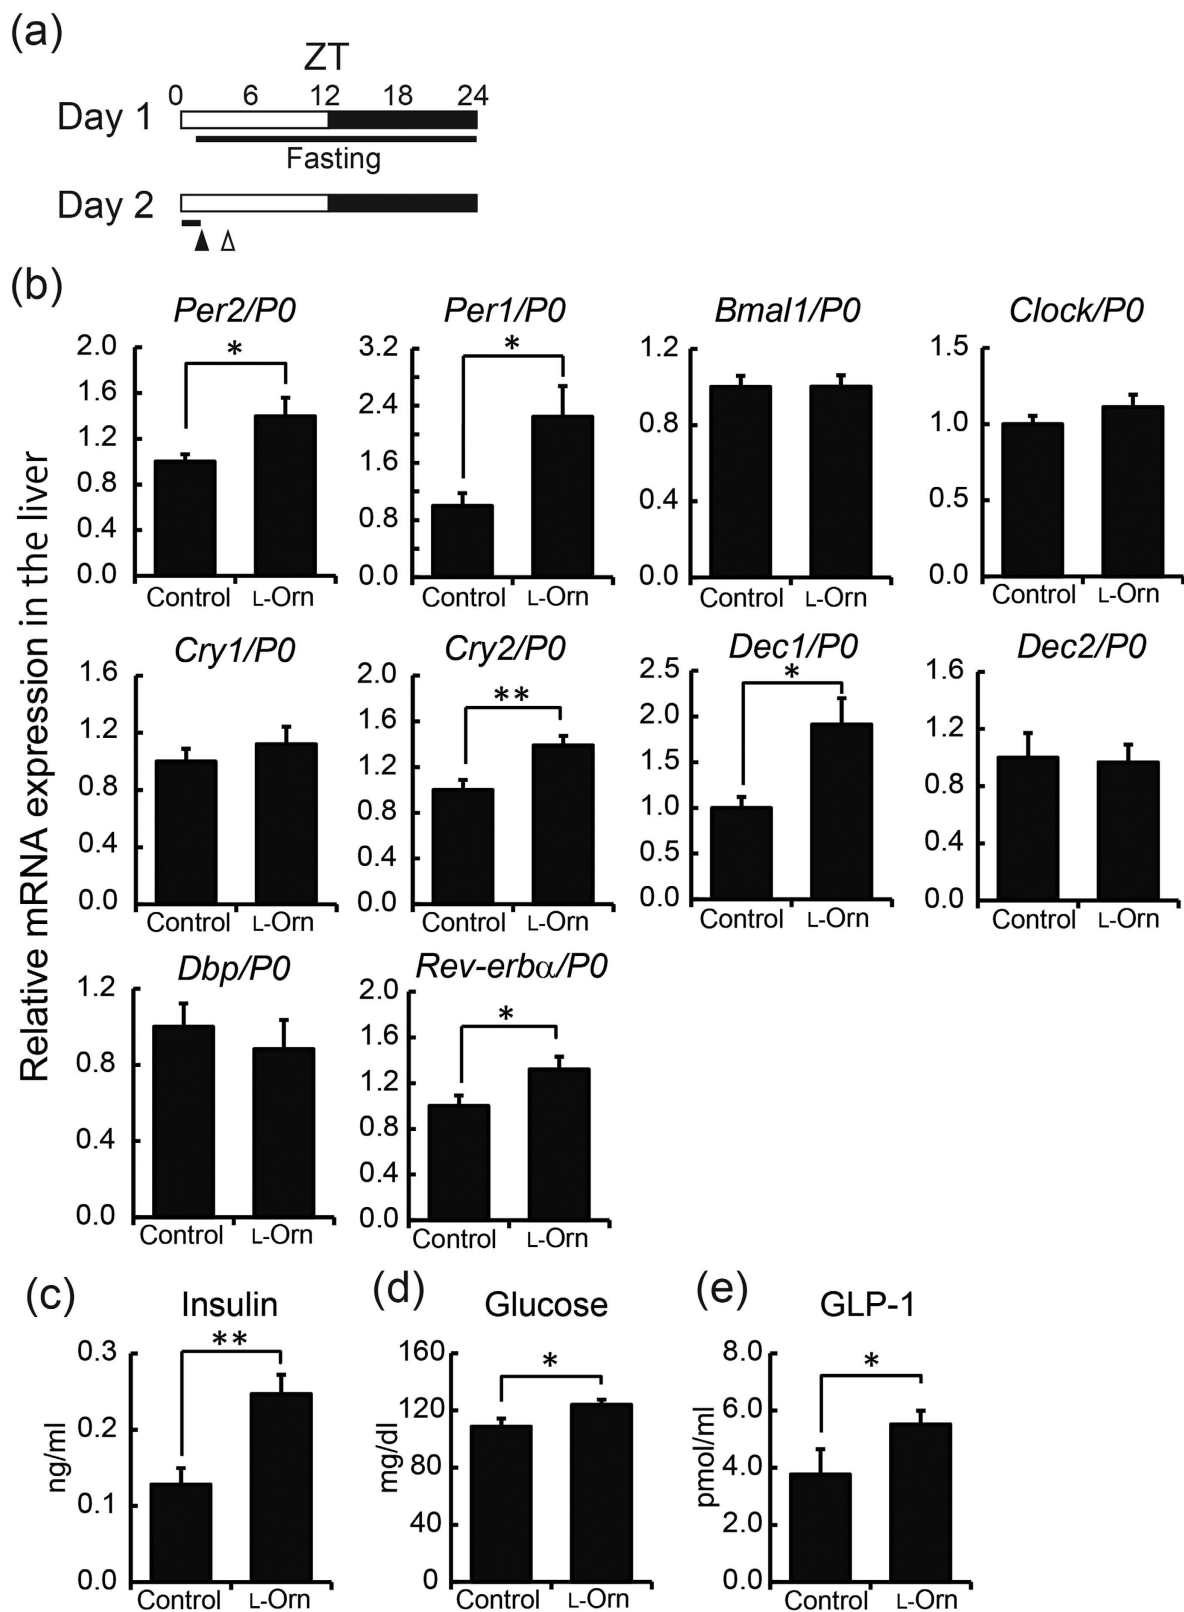 (a)
ZT
0 6 12 18 24
Day 1
Fasting
Day 2
(b)
Relative mRNA expression in the liver
Per2/P0
2.0
1.6
1.2
0.8
0.4
0.0
*
Control L-Orn
Per1/P0
3.2
2.4
1.6
0.8
0.0
*
Control L-Orn
Bmal1/P0
1.2
0.8
0.4
0.0
Control L-Orn
Clock/P0
1.5
1.0
0.5
0.0
Control L-Orn
Cry1/P0
1.6
1.2
0.8
0.4
0.0
Control L-Orn
Cry2/P0
2.0
1.6
1.2
0.8
0.4
0.0
**
Control L-Orn
Dec1/P0
2.5
2.0
1.5
1.0
0.5
0.0
*
Control L-Orn
Dec2/P0
1.6
1.2
0.8
0.4
0.0
Control L-Orn
Dbp/P0
1.2
0.8
0.4
0.0
Control L-Orn
Rev-erbα/P0
2.0
1.6
1.2
0.8
0.4
0.0
*
Control L-Orn
(c)
Insulin
ng/ml
0.3
0.2
0.1
0.0
**
Control L-Orn
(d)
Glucose
mg/dl
160
120
80
40
0
*
Control L-Orn
(e)
GLP-1
pmol/ml
8.0
6.0
4.0
2.0
0.0
*
Control L-Orn